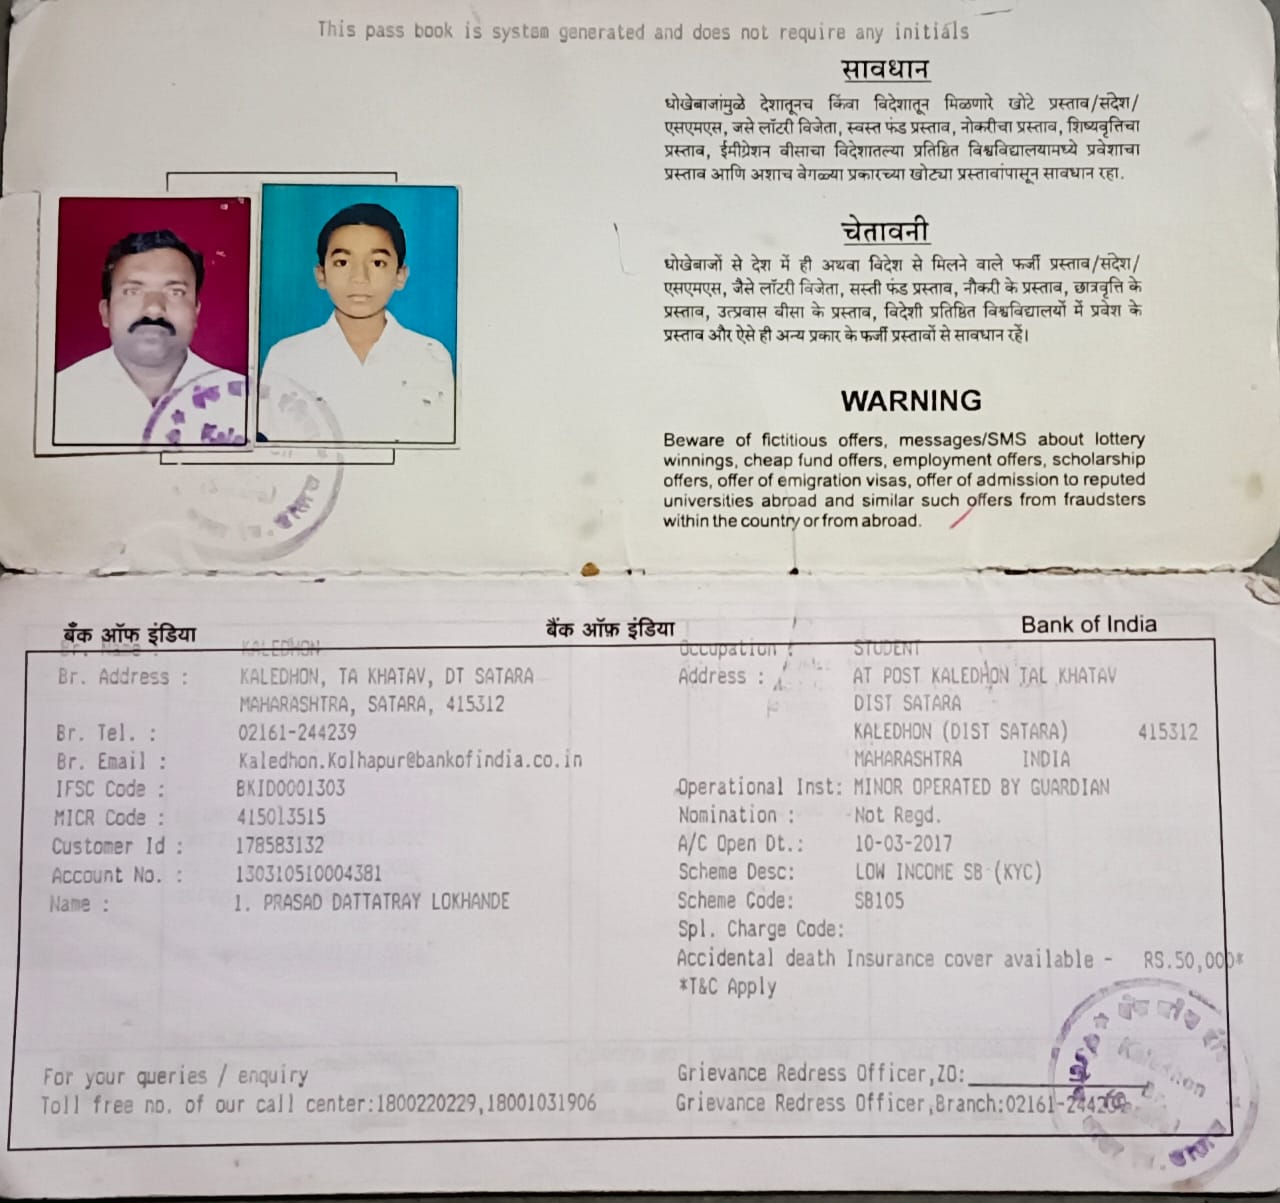 This pass book is system generated and does not require any initials
सावधान
धोखेबाजांमुळे देशातूनच किंवा विदेशातून मिळणारे खोटे प्रस्ताव/संदेश/
एसएमएस, जसे लॉटरी विजेता, स्वस्त फंड प्रस्ताव, नोकरीचा प्रस्ताव, शिष्यवृत्तिचा
प्रस्ताव, ईमीग्रेशन वीसाचा विदेशातल्या प्रतिष्ठित विश्वविद्यालयामध्ये प्रवेशाचा
प्रस्ताव आणि अशाच वेगळ्या प्रकारच्या खोट्या प्रस्तावांपासून सावधान रहा.
चेतावनी
धोखेबाजों से देश में ही अथवा विदेश से मिलने वाले फर्जी प्रस्ताव/संदेश/
एसएमएस, जैसे लॉटरी विजेता, सस्ती फंड प्रस्ताव, नौकरी के प्रस्ताव, छात्रवृत्ति के
प्रस्ताव, उत्प्रवास वीसा के प्रस्ताव, विदेशी प्रतिष्ठित विश्वविद्यालयों में प्रवेश के
प्रस्ताव और ऐसे ही अन्य प्रकार के फर्जी प्रस्तावों से सावधान रहें।
WARNING
Beware of fictitious offers, messages/SMS about lottery
winnings, cheap fund offers, employment offers, scholarship
offers, offer of emigration visas, offer of admission to reputed
universities abroad and similar such offers from fraudsters
within the country or from abroad.
बँक ऑफ इंडिया बैंक ऑफ़ इंडिया Bank of India
Br. Name : KALEDHON
Br. Address : KALEDHON, TA KHATAV, DT SATARA
MAHARASHTRA, SATARA, 415312
Br. Tel. : 02161-244239
Br. Email : Kaledhon.Kolhapur@bankofindia.co.in
IFSC Code : BKID0001303
MICR Code : 415013515
Customer Id : 178583132
Account No. : 130310510004381
Name : 1. PRASAD DATTATRAY LOKHANDE
Occupation : STUDENT
Address : AT POST KALEDHON TAL KHATAV
DIST SATARA
KALEDHON (DIST SATARA) 415312
MAHARASHTRA INDIA
Operational Inst: MINOR OPERATED BY GUARDIAN
Nomination : Not Regd.
A/C Open Dt.: 10-03-2017
Scheme Desc: LOW INCOME SB (KYC)
Scheme Code: SB105
Spl. Charge Code:
Accidental death Insurance cover available - RS.50,000*
*T&C Apply
For your queries / enquiry
Toll free no. of our call center:1800220229,18001031906
Grievance Redress Officer,ZO:
Grievance Redress Officer,Branch:02161-244239
Kaledhon
Br.